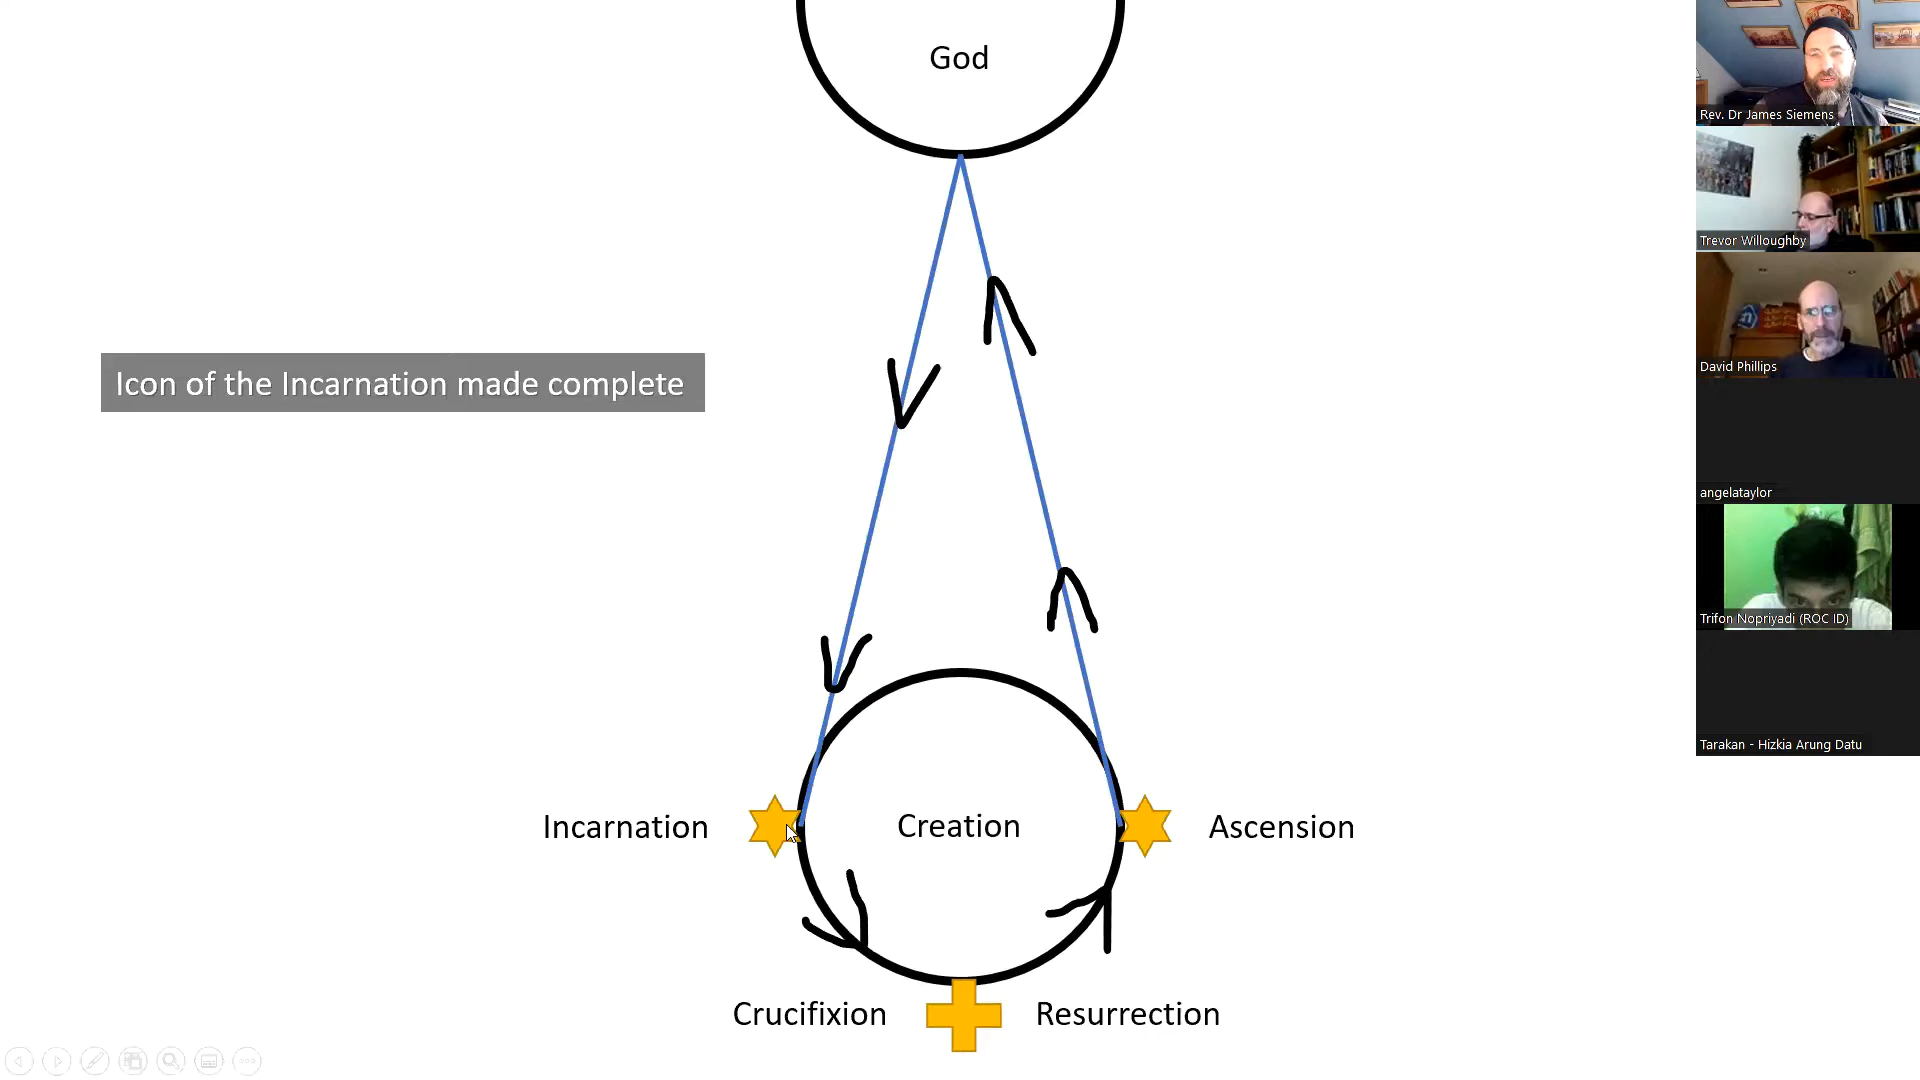 God
Icon of the Incarnation made complete
Incarnation
Creation
Ascension
Crucifixion
Resurrection
Rev. Dr James Siemens
Trevor Willoughby
David Phillips
angelataylor
Trifon Nopriyadi (ROC ID)
Tarakan - Hizkia Arung Datu